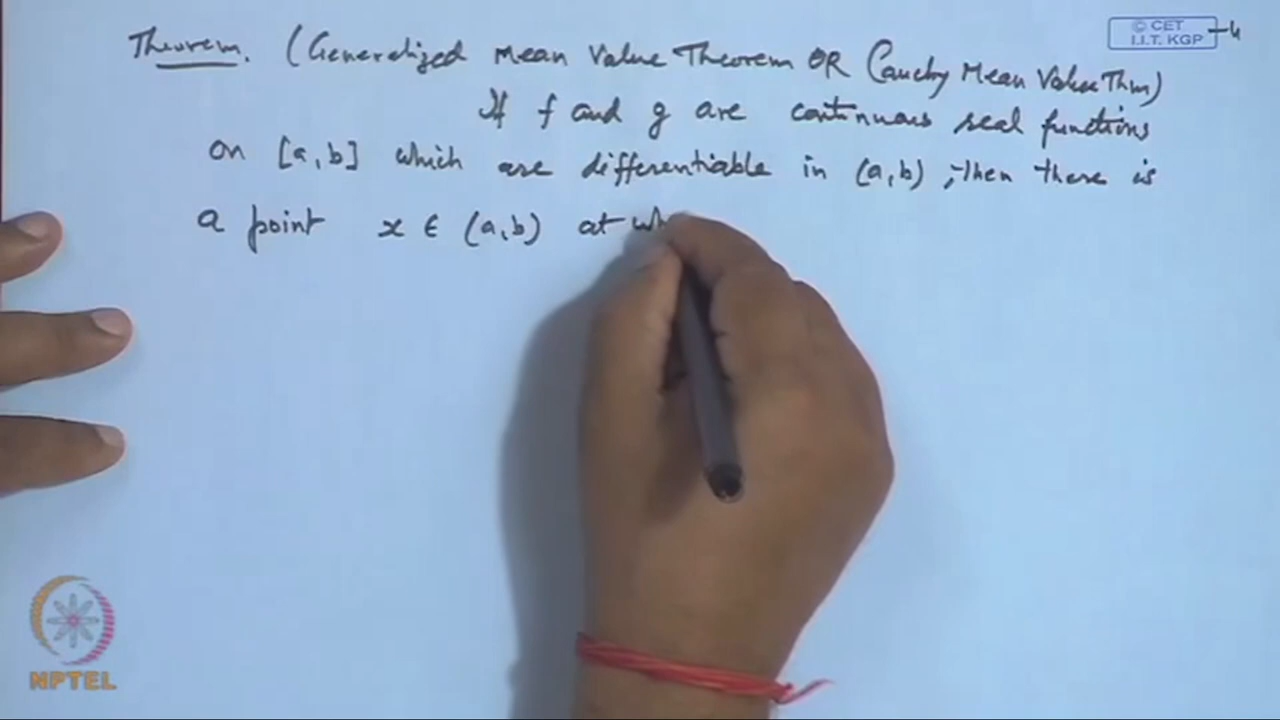 © CET
I.I.T. KGP
Theorem. (Generalized Mean Value Theorem OR Cauchy Mean Value Thm)
If f and g are continuous real functions
on [a,b] which are differentiable in (a,b), then there is
a point x ∈ (a,b) at wh
NPTEL